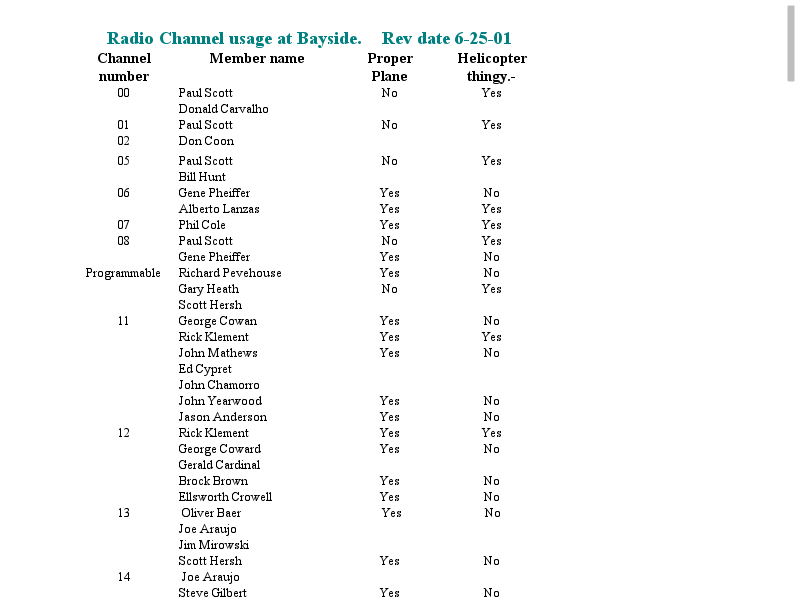 Radio Channel usage at Bayside. Rev date 6-25-01
Channel number Member name Proper Plane Helicopter thingy.-
00 Paul Scott No Yes
Donald Carvalho
01 Paul Scott No Yes
02 Don Coon
05 Paul Scott No Yes
Bill Hunt
06 Gene Pheiffer Yes No
Alberto Lanzas Yes Yes
07 Phil Cole Yes Yes
08 Paul Scott No Yes
Gene Pheiffer Yes No
Programmable Richard Pevehouse Yes No
Gary Heath No Yes
Scott Hersh
11 George Cowan Yes No
Rick Klement Yes Yes
John Mathews Yes No
Ed Cypret
John Chamorro
John Yearwood Yes No
Jason Anderson Yes No
12 Rick Klement Yes Yes
George Coward Yes No
Gerald Cardinal
Brock Brown Yes No
Ellsworth Crowell Yes No
13 Oliver Baer Yes No
Joe Araujo
Jim Mirowski
Scott Hersh Yes No
14 Joe Araujo
Steve Gilbert Yes No